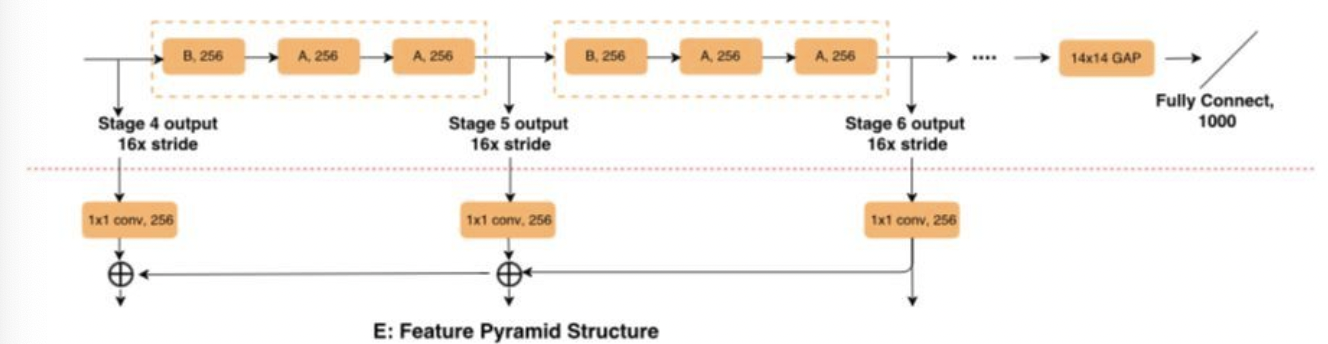 B, 256
A, 256
A, 256
B, 256
A, 256
A, 256
....
14x14 GAP
Fully Connect,
1000
Stage 4 output
16x stride
Stage 5 output
16x stride
Stage 6 output
16x stride
1x1 conv, 256
1x1 conv, 256
1x1 conv, 256
E: Feature Pyramid Structure